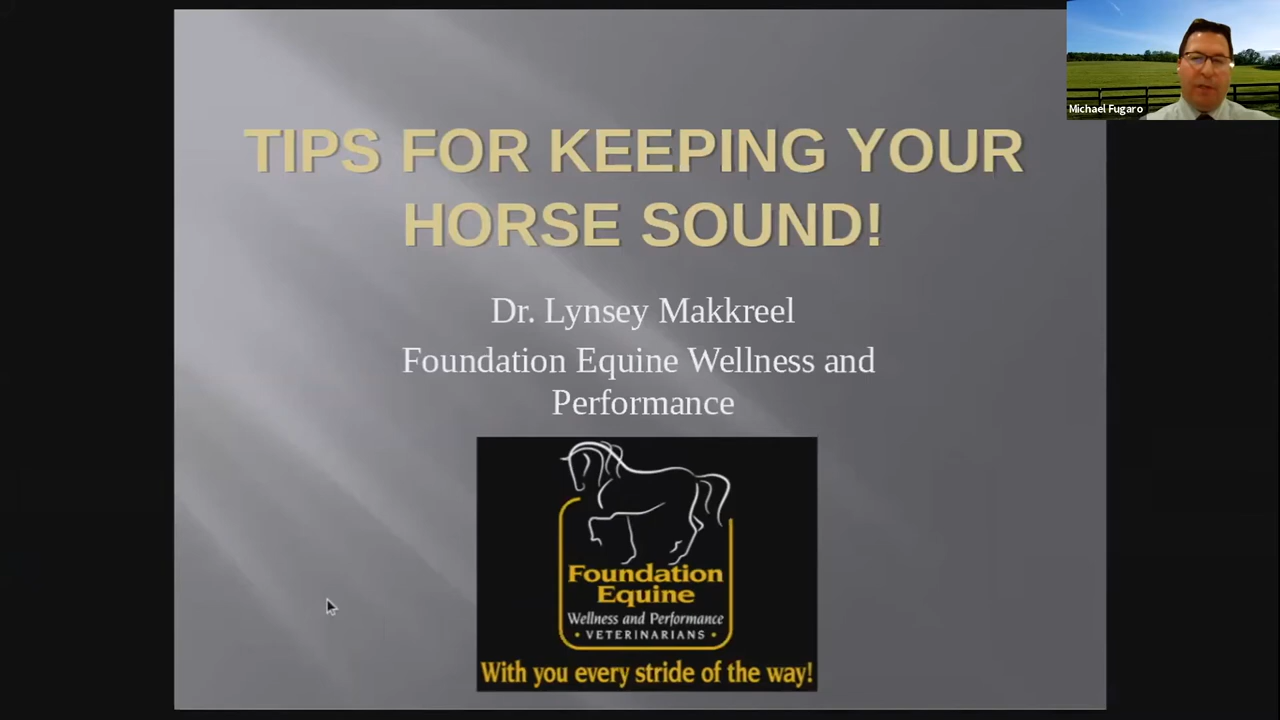 Michael Fugaro
TIPS FOR KEEPING YOUR
HORSE SOUND!
Dr. Lynsey Makkreel
Foundation Equine Wellness and
Performance
Foundation
Equine
Wellness and Performance
• VETERINARIANS •
With you every stride of the way!